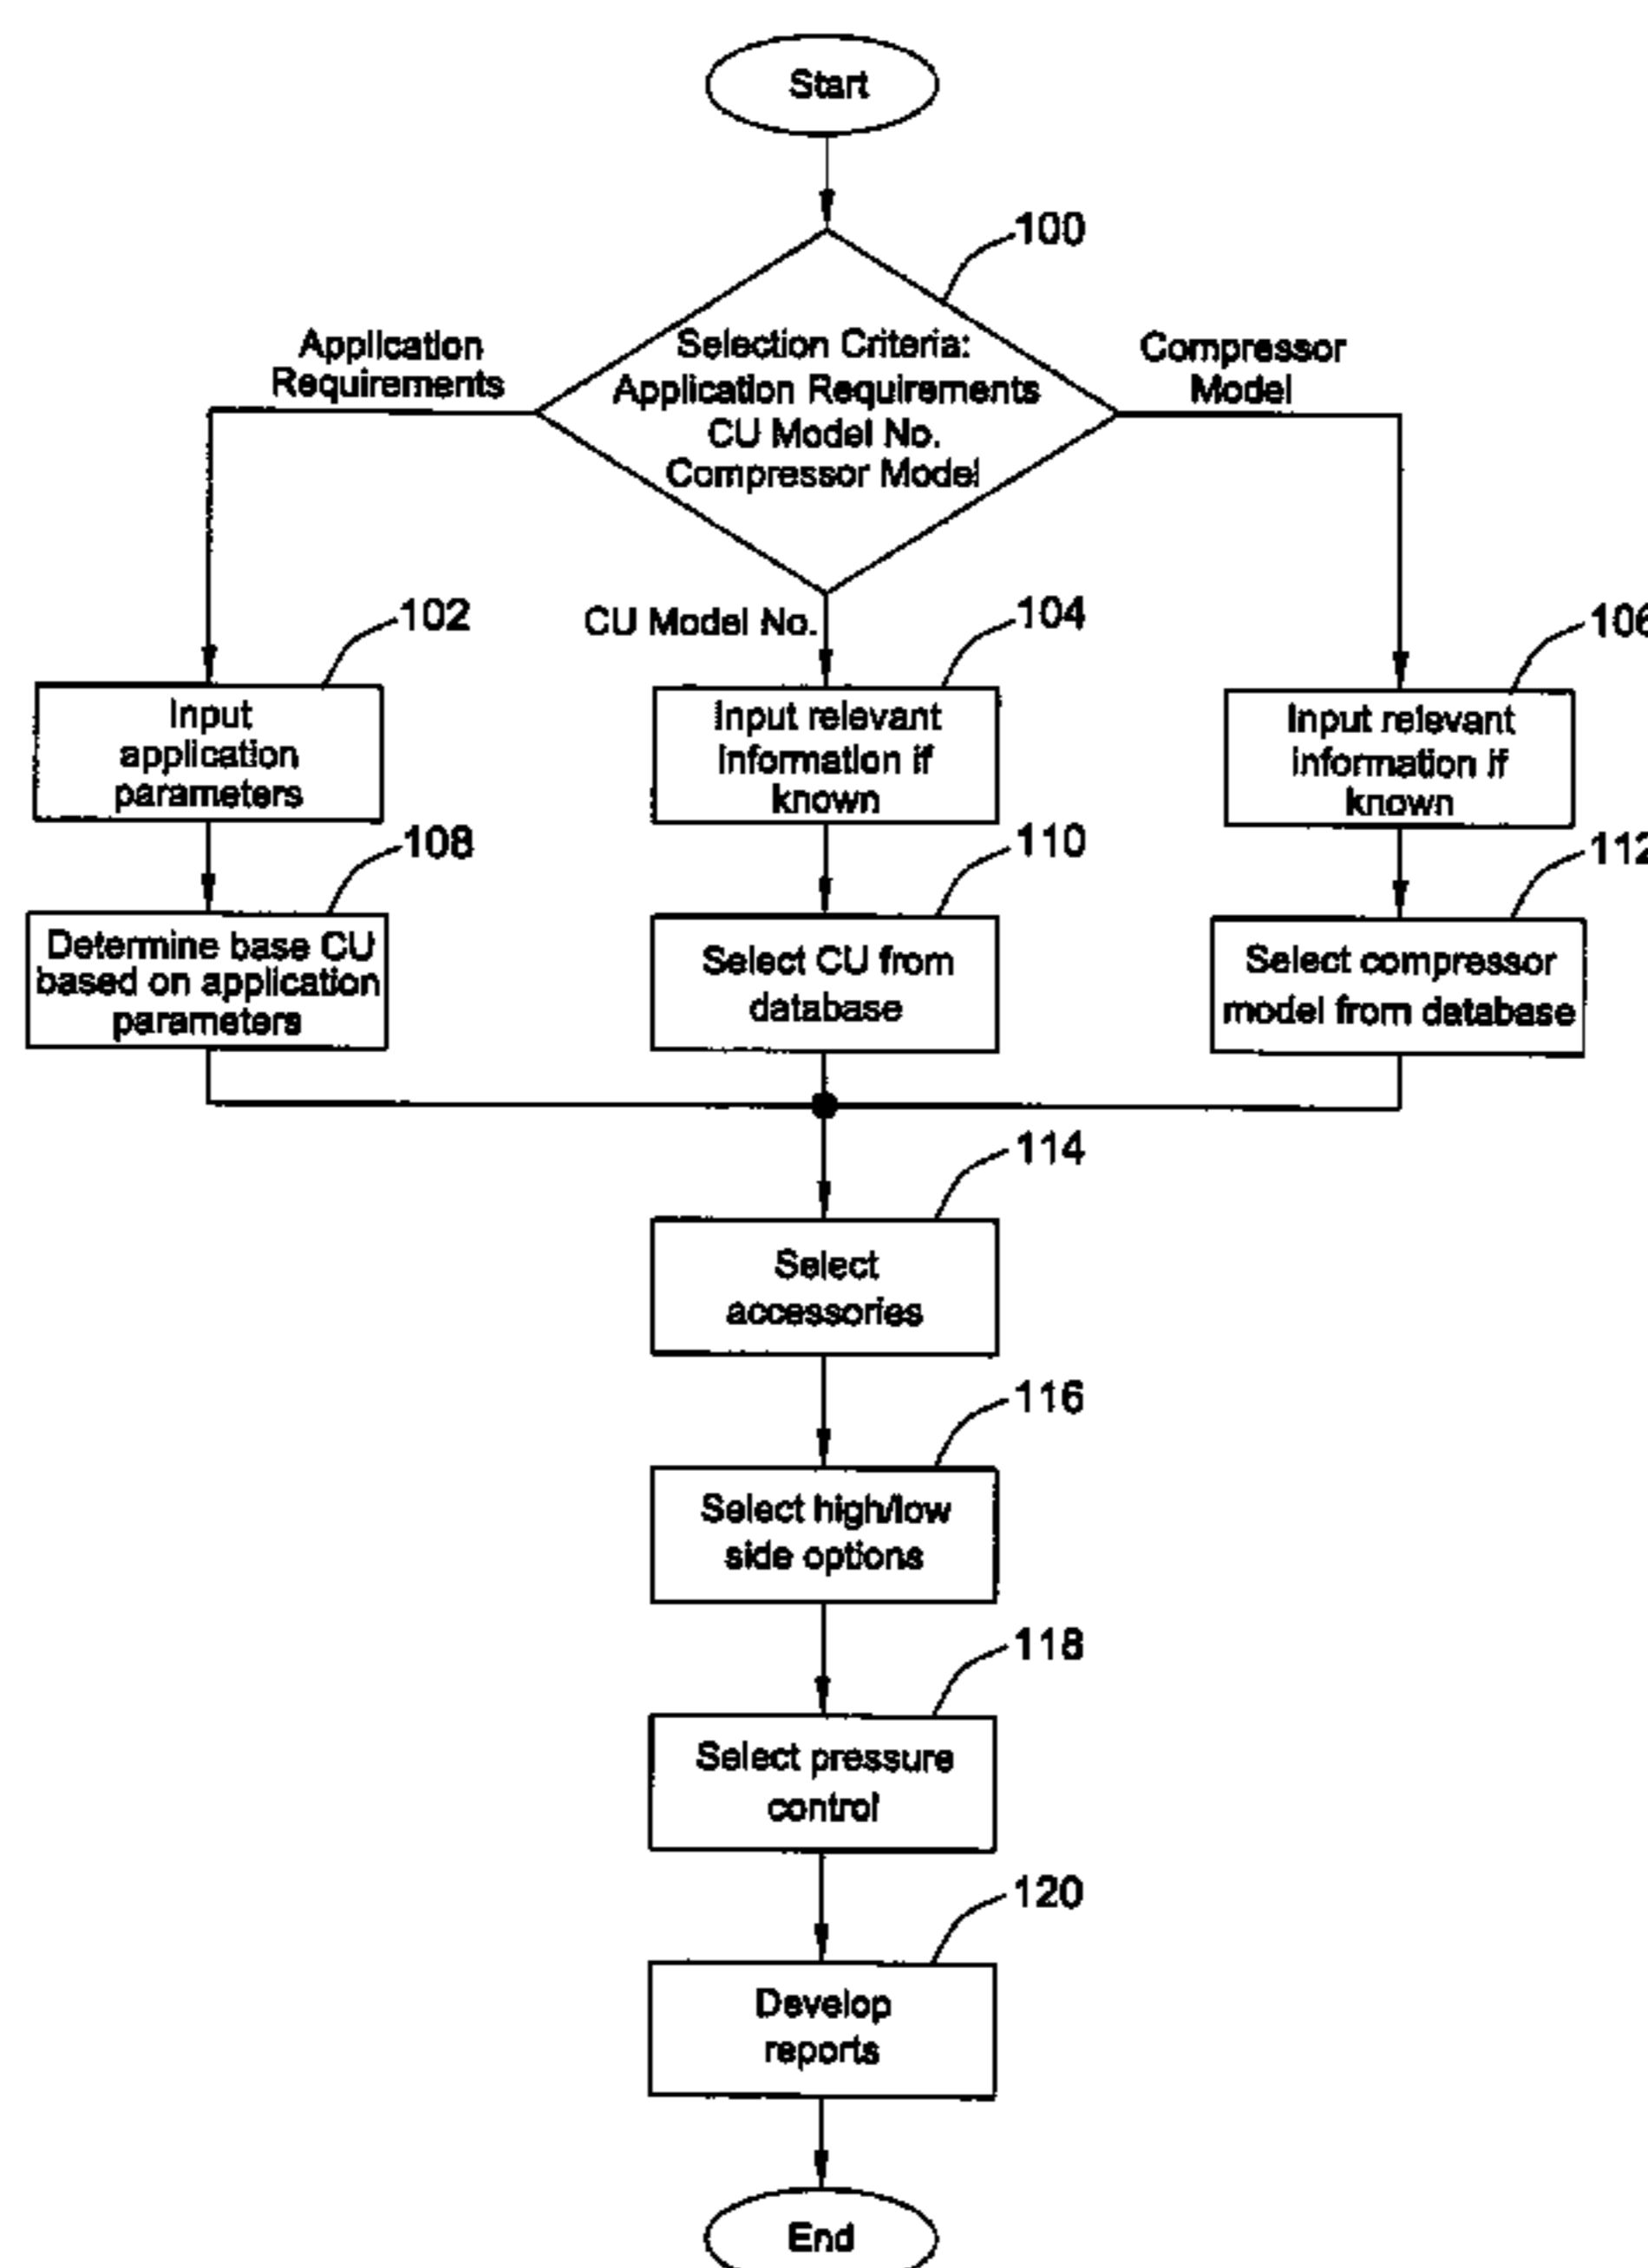 Start
100
Application
Requirements
Selection Criteria:
Application Requirements
CU Model No.
Compressor Model
Compressor
Model
CU Model No.
102
104
106
Input
application
parameters
Input relevant
information if
known
Input relevant
information if
known
108
110
112
Determine base CU
based on application
parameters
Select CU from
database
Select compressor
model from database
114
Select
accessories
116
Select high/low
side options
118
Select pressure
control
120
Develop
reports
End